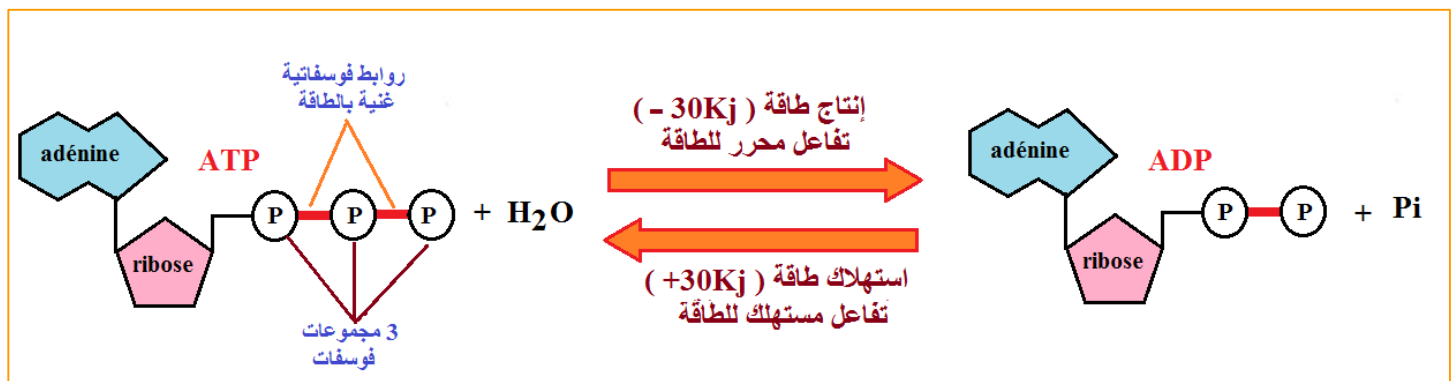 روابط فوسفاتية
غنية بالطاقة
adénine
ATP
P
P
P
+ H2O
ribose
3 مجموعات
فوسفات
إنتاج طاقة ( – 30Kj )
تفاعل محرر للطاقة
استهلاك طاقة ( +30Kj )
تفاعل مستهلك للطاقة
adénine
ADP
P
P
+ Pi
ribose